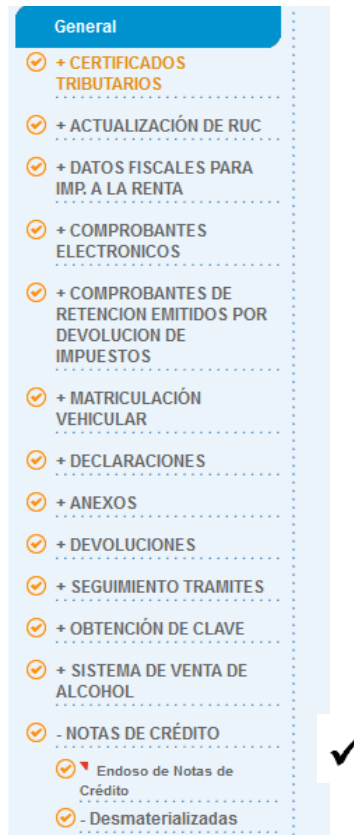 General
+ CERTIFICADOS
TRIBUTARIOS
+ ACTUALIZACIÓN DE RUC
+ DATOS FISCALES PARA
IMP. A LA RENTA
+ COMPROBANTES
ELECTRONICOS
+ COMPROBANTES DE
RETENCION EMITIDOS POR
DEVOLUCION DE
IMPUESTOS
+ MATRICULACIÓN
VEHICULAR
+ DECLARACIONES
+ ANEXOS
+ DEVOLUCIONES
+ SEGUIMIENTO TRAMITES
+ OBTENCIÓN DE CLAVE
+ SISTEMA DE VENTA DE
ALCOHOL
- NOTAS DE CRÉDITO
Endoso de Notas de
Crédito
- Desmaterializadas